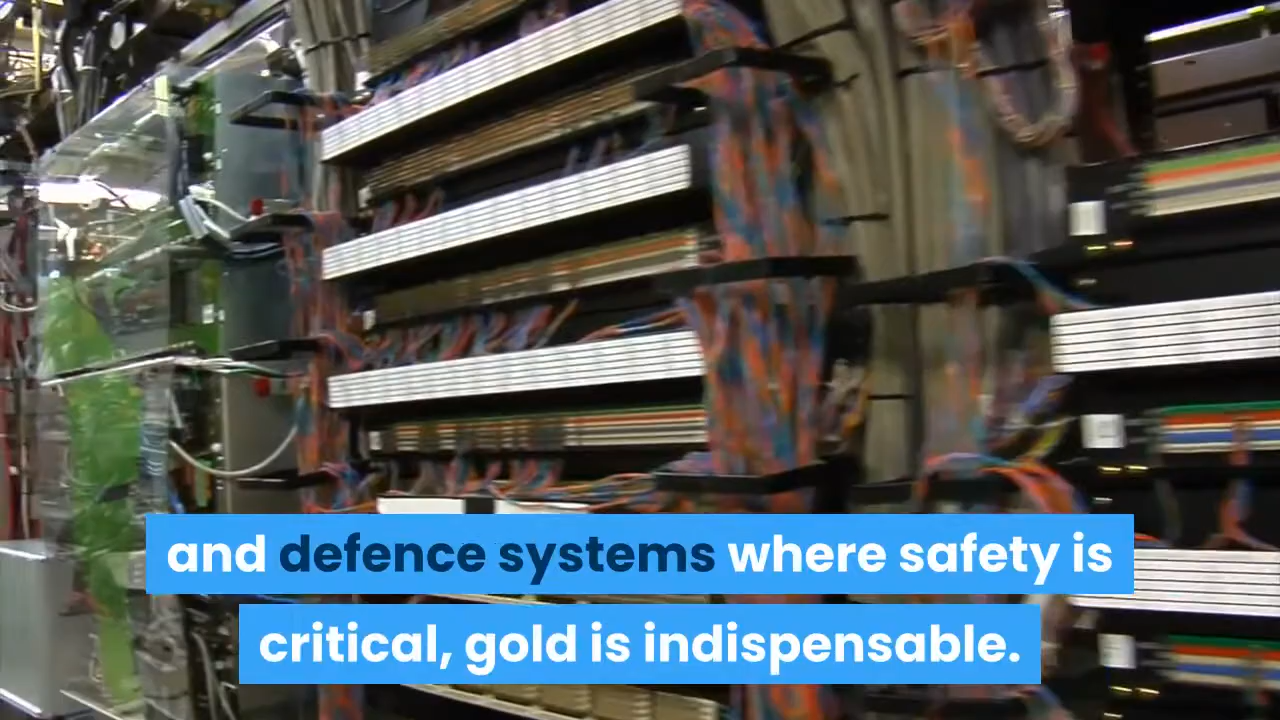 and defence systems where safety is
critical, gold is indispensable.